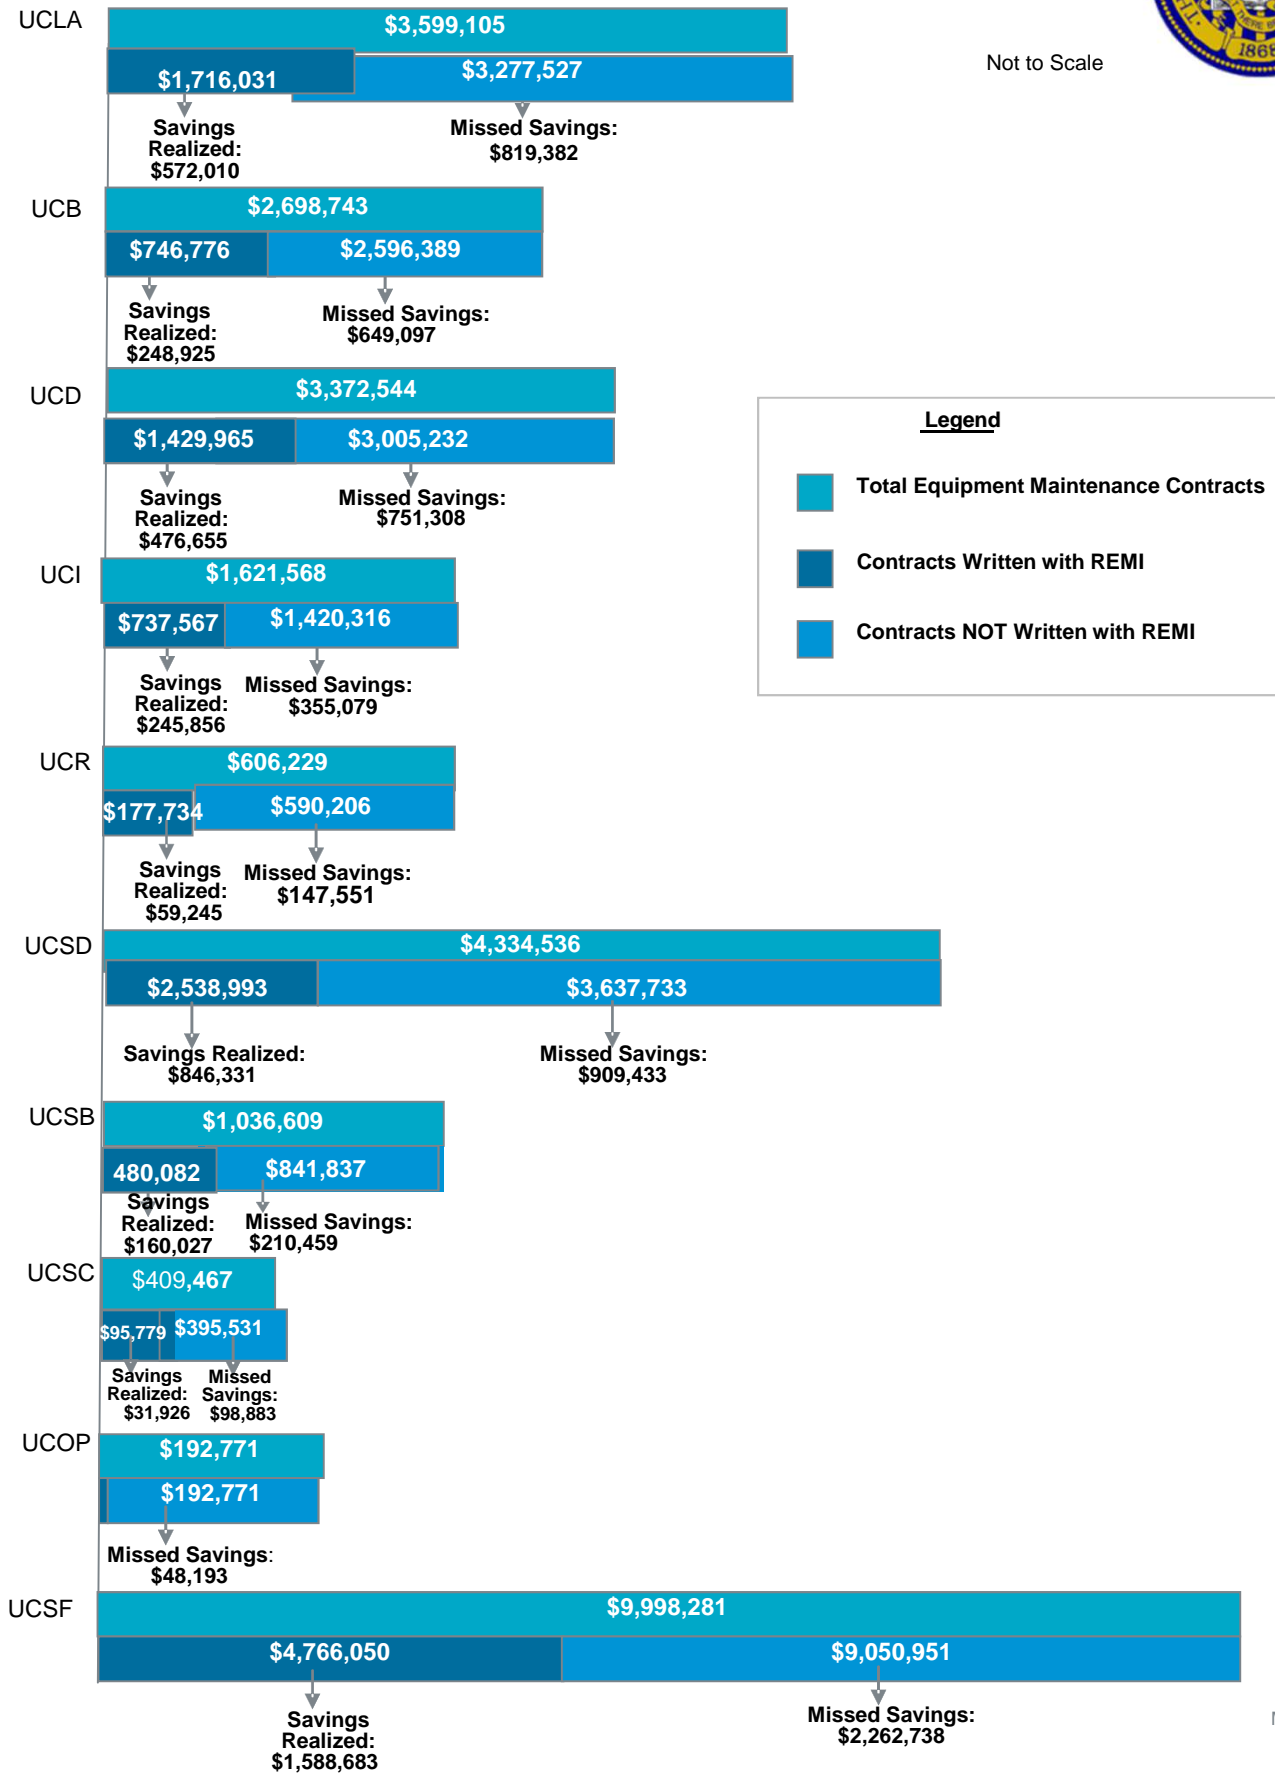 UCLA
$3,599,105
Not to Scale
1868
$1,716,031
$3,277,527
Savings
Realized:
$572,010
Missed Savings:
$819,382
UCB
$2,698,743
$746,776
$2,596,389
Savings
Realized:
$248,925
Missed Savings:
$649,097
UCD
$3,372,544
$1,429,965
$3,005,232
Savings
Realized:
$476,655
Missed Savings:
$751,308
Legend
Total Equipment Maintenance Contracts
Contracts Written with REMI
Contracts NOT Written with REMI
UCI
$1,621,568
$737,567
$1,420,316
Savings
Realized:
$245,856
Missed Savings:
$355,079
UCR
$606,229
$177,734
$590,206
Savings
Realized:
$59,245
Missed Savings:
$147,551
UCSD
$4,334,536
$2,538,993
$3,637,733
Savings Realized:
$846,331
Missed Savings:
$909,433
UCSB
$1,036,609
480,082
$841,837
Savings
Realized:
$160,027
Missed Savings:
$210,459
UCSC
$409,467
$95,779
$395,531
Savings
Realized:
$31,926
Missed
Savings:
$98,883
UCOP
$192,771
$192,771
Missed Savings:
$48,193
UCSF
$9,998,281
$4,766,050
$9,050,951
Savings
Realized:
$1,588,683
Missed Savings:
$2,262,738